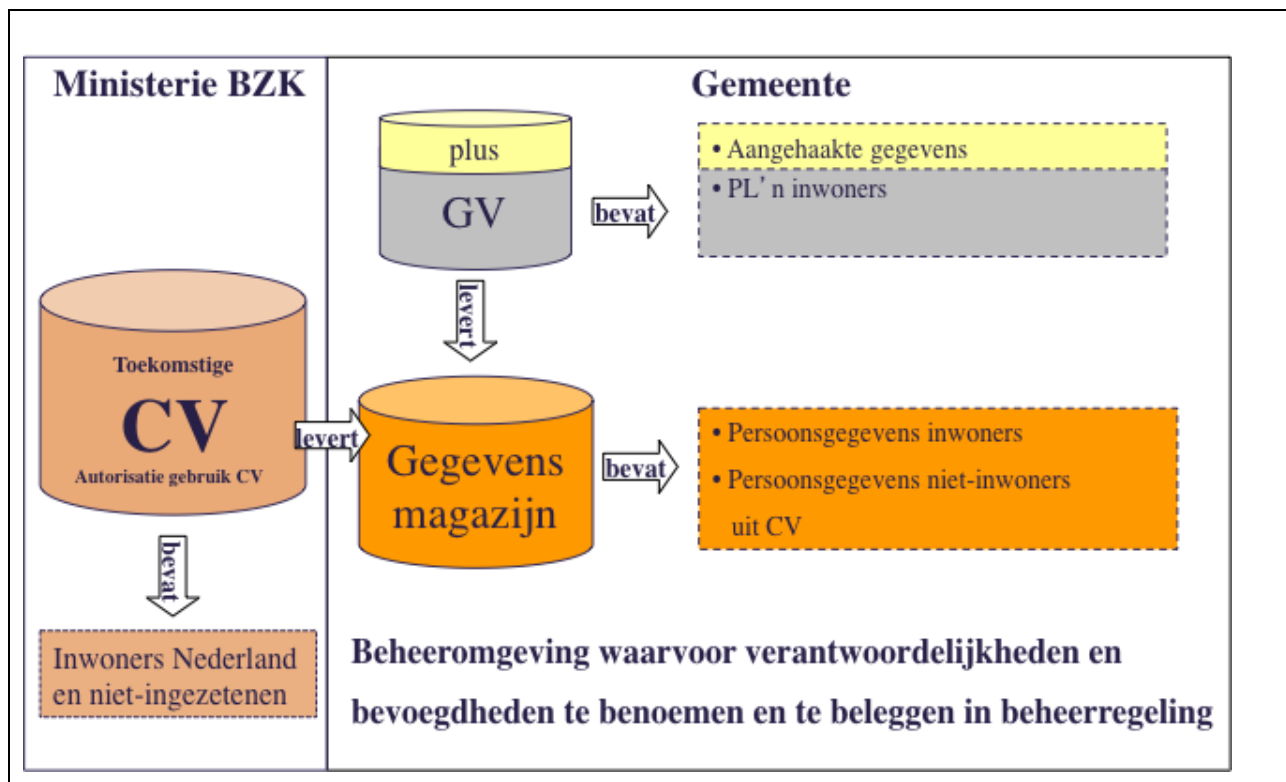 Ministerie BZK
Toekomstige
CV
Autorisatie gebruik CV
levert
bevat
Inwoners Nederland
en niet-ingezetenen
Gemeente
plus
GV
bevat
• Aangehaakte gegevens
• PL’n inwoners
levert
Gegevens
magazijn
bevat
• Persoonsgegevens inwoners
• Persoonsgegevens niet-inwoners
uit CV
Beheeromgeving waarvoor verantwoordelijkheden en
bevoegdheden te benoemen en te beleggen in beheerregeling